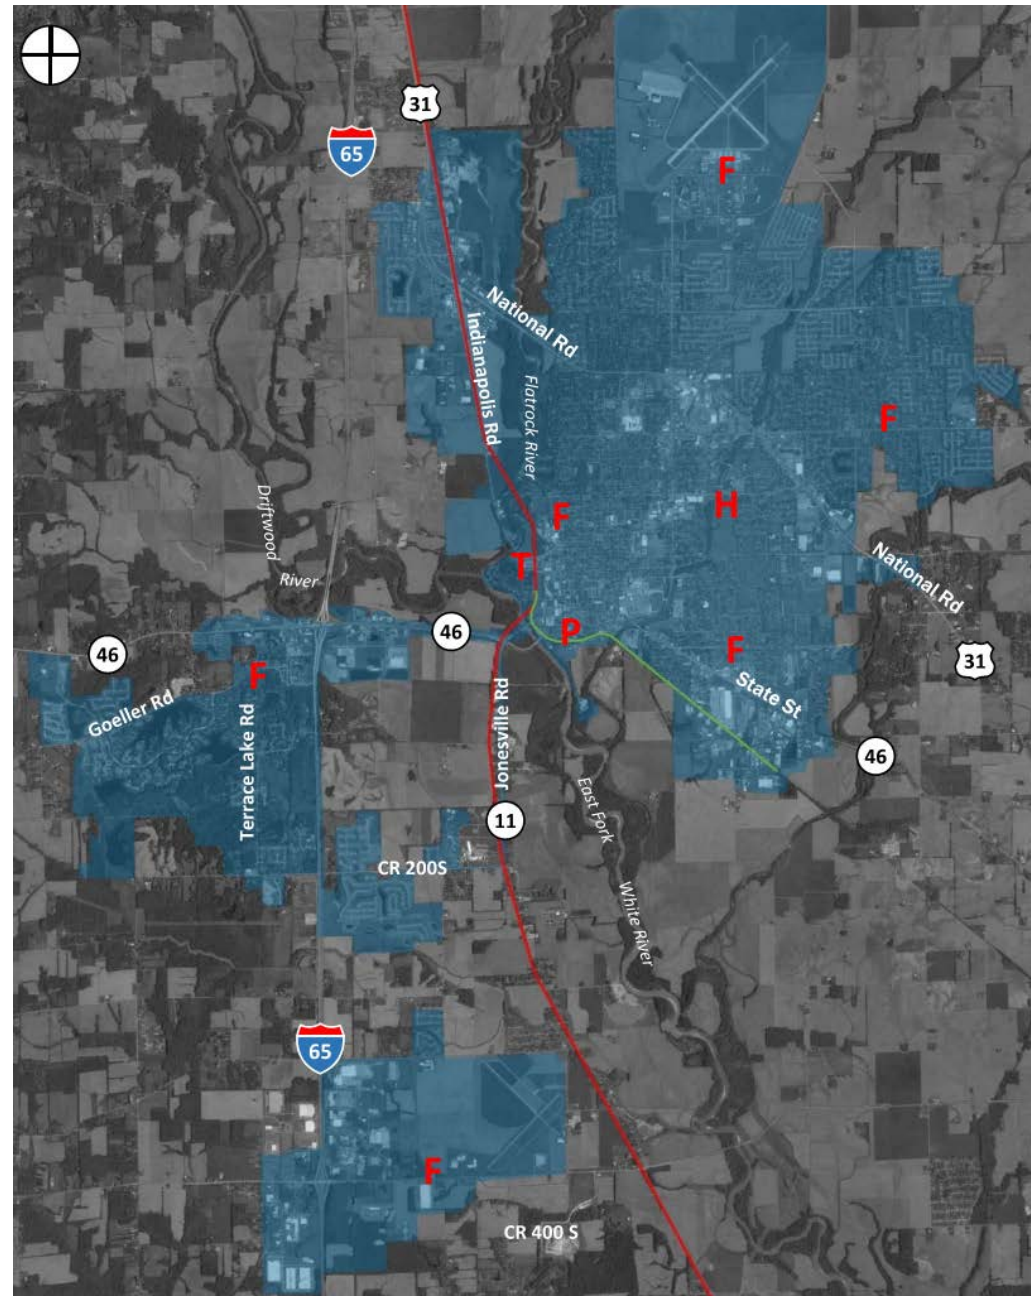 31
65
F
National Rd
Indianapolis Rd
Flatrock River
F
Driftwood
River
F
H
T
National Rd
46
P
F
46
31
F
Goeller Rd
Terrace Lake Rd
Jonesville Rd
State St
46
11
East Fork
CR 200S
White River
65
F
CR 400 S